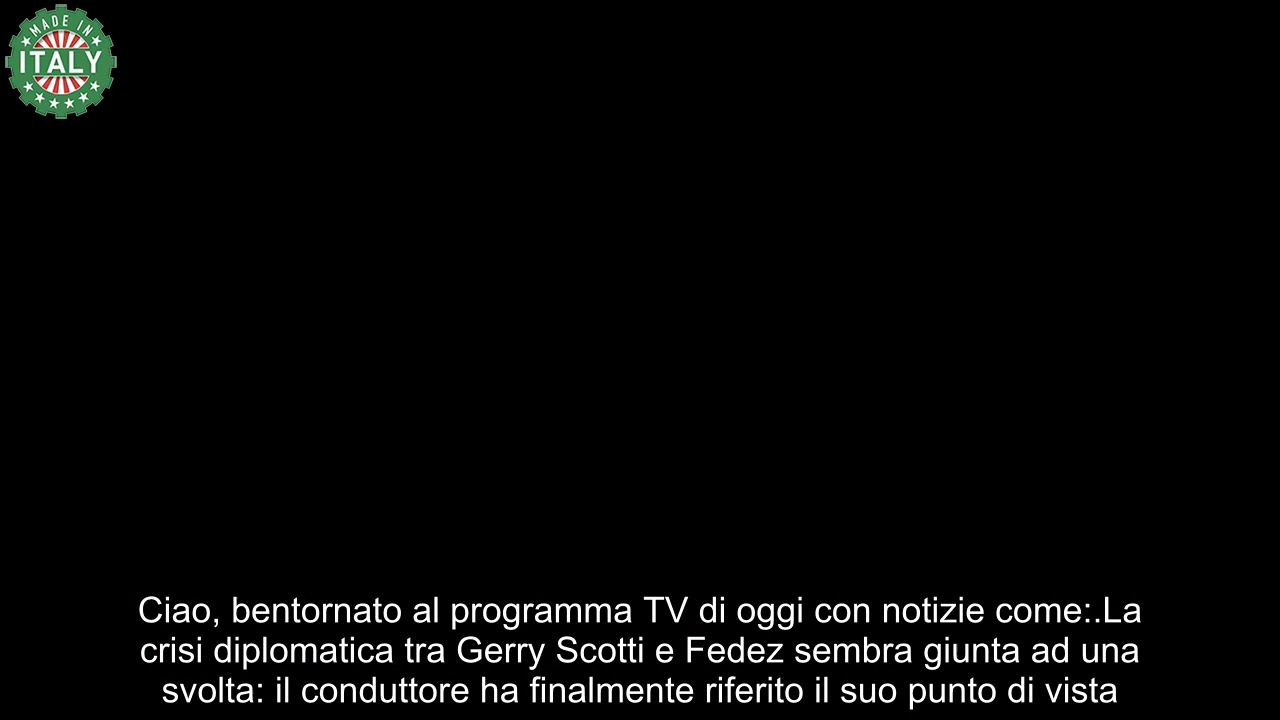 MADE IN
ITALY
Ciao, bentornato al programma TV di oggi con notizie come:.La
crisi diplomatica tra Gerry Scotti e Fedez sembra giunta ad una
svolta: il conduttore ha finalmente riferito il suo punto di vista